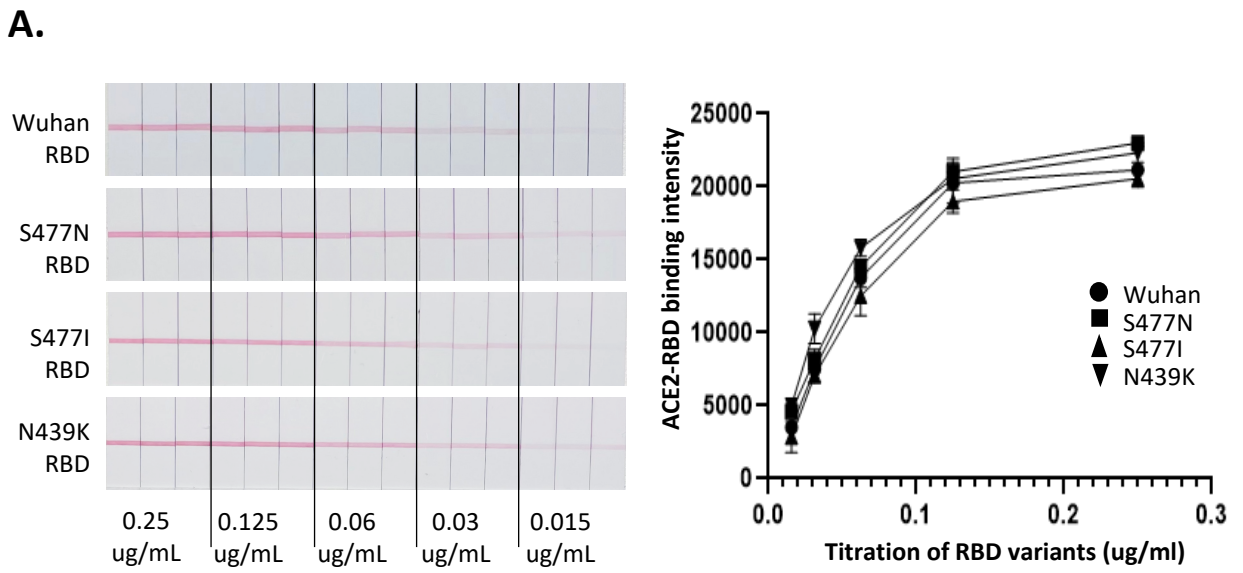 A.
Wuhan
RBD
S477N
RBD
S477I
RBD
N439K
RBD
0.25
ug/mL
0.125
ug/mL
0.06
ug/mL
0.03
ug/mL
0.015
ug/mL
ACE2-RBD binding intensity
25000
20000
15000
10000
5000
0
0.0
0.1
0.2
0.3
Titration of RBD variants (ug/ml)
Wuhan
S477N
S477I
N439K